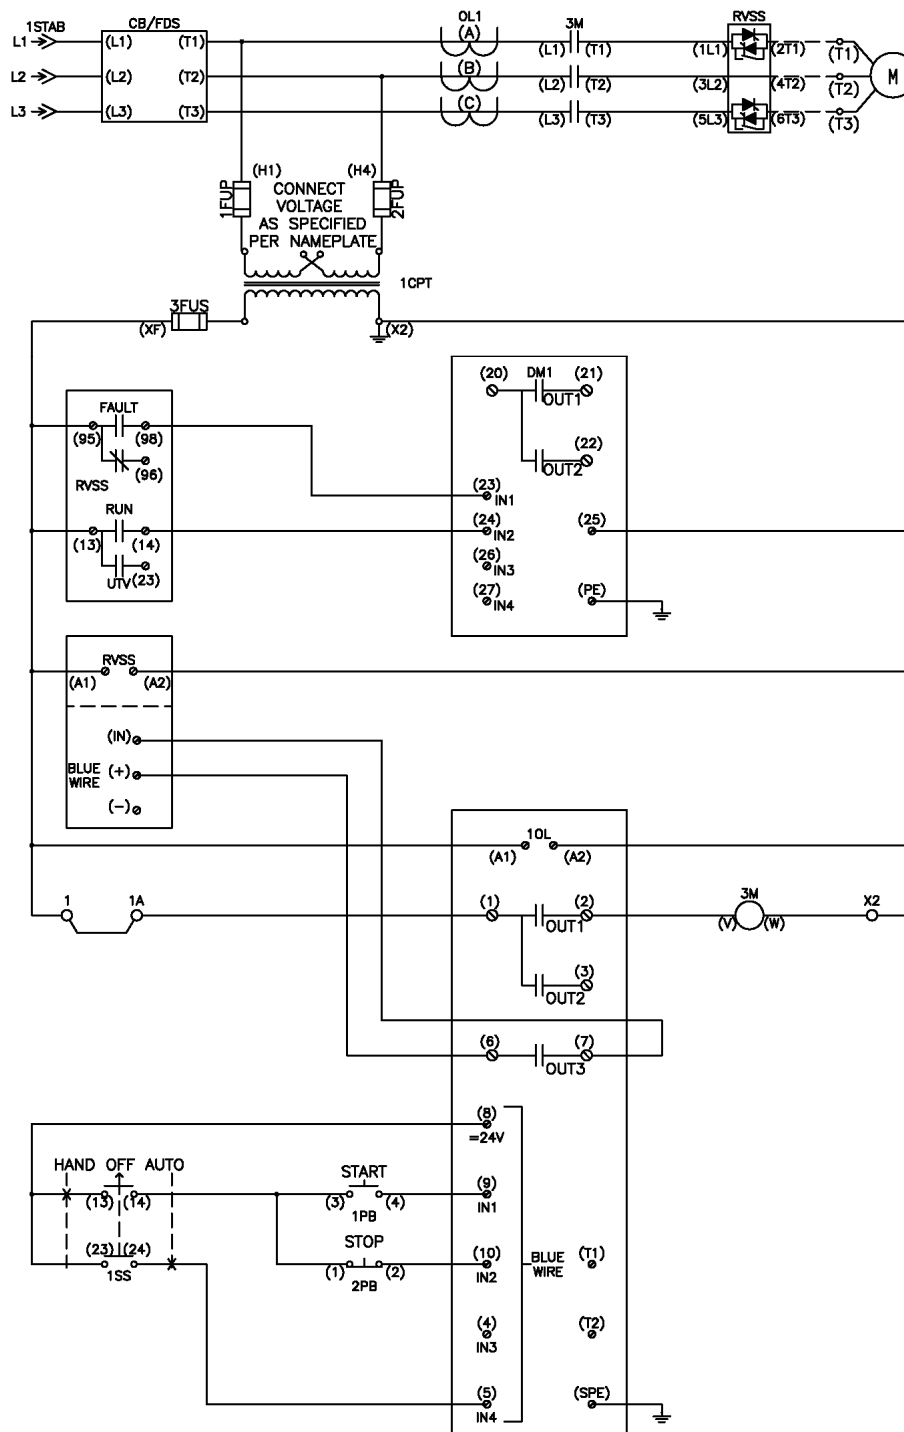 1STAB CB/FDS OL1 3M RVSS
L1 (L1) (T1) (A) (L1) (T1) (1L1) (2T1) (T1)
L2 (L2) (T2) (B) (L2) (T2) (3L2) (4T2) (T2) M
L3 (L3) (T3) (C) (L3) (T3) (5L3) (6T3) (T3)
(H1) (H4)
1FUP 2FUP
CONNECT
VOLTAGE
AS SPECIFIED
PER NAMEPLATE
1CPT
3FUS
(XF) (X2)
(20) DM1 (21)
OUT1
FAULT
(95) (98)
(22)
OUT2
(96)
RVSS
(23)
IN1
RUN
(13) (14)
(24) (25)
IN2
UTV (23)
(26)
IN3
(27) (PE)
IN4
RVSS
(A1) (A2)
(IN)
BLUE (+)
WIRE
(-)
1OL
(A1) (A2)
1 1A (1) (2) 3M X2
OUT1 (V) (W)
(3)
OUT2
(6) (7)
OUT3
(8)
=24V
HAND OFF AUTO START
(13) (14) (3) (4) (9)
1PB IN1
STOP
(23) (24) (1) (2) (10) BLUE (T1)
1SS 2PB IN2 WIRE
(4) (T2)
IN3
(5) (SPE)
IN4